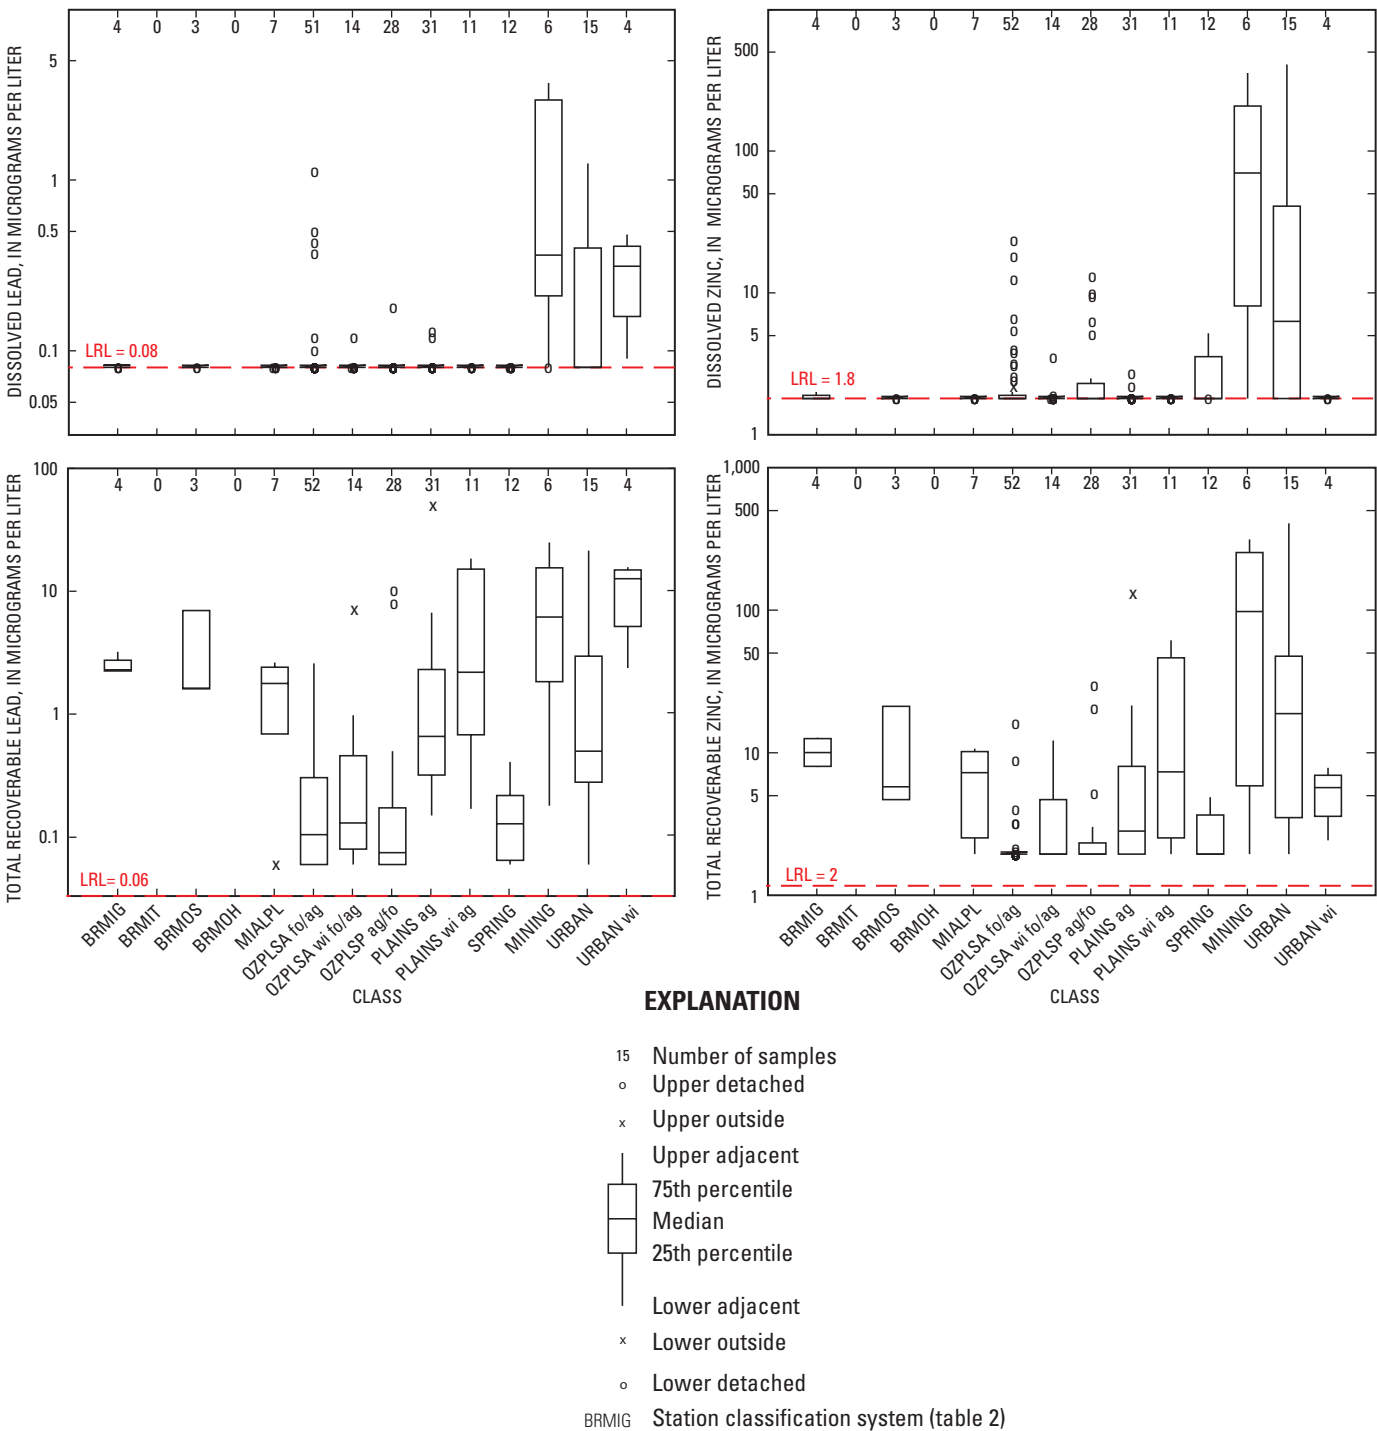 4 0 3 0 7 51 14 28 31 11 12 6 15 4
DISSOLVED LEAD, IN MICROGRAMS PER LITER
5
1
0.5
0.1
0.05
LRL = 0.08
4 0 3 0 7 52 14 28 31 11 12 6 15 4
DISSOLVED ZINC, IN MICROGRAMS PER LITER
500
100
50
10
5
1
LRL = 1.8
4 0 3 0 7 52 14 28 31 11 12 6 15 4
TOTAL RECOVERABLE LEAD, IN MICROGRAMS PER LITER
100
10
1
0.1
LRL= 0.06
BRMIG
BRMIT
BRMOS
BRMOH
MIALPL
OZPLSA fo/ag
OZPLSA wi fo/ag
OZPLSP ag/fo
PLAINS ag
PLAINS wi ag
SPRING
MINING
URBAN
URBAN wi
CLASS
4 0 3 0 7 52 14 28 31 11 12 6 15 4
TOTAL RECOVERABLE ZINC, IN MICROGRAMS PER LITER
1,000
500
100
50
10
5
1
LRL = 2
BRMIG
BRMIT
BRMOS
BRMOH
MIALPL
OZPLSA fo/ag
OZPLSA wi fo/ag
OZPLSP ag/fo
PLAINS ag
PLAINS wi ag
SPRING
MINING
URBAN
URBAN wi
CLASS
EXPLANATION
15 Number of samples
o Upper detached
x Upper outside
Upper adjacent
75th percentile
Median
25th percentile
Lower adjacent
x Lower outside
o Lower detached
BRMIG Station classification system (table 2)